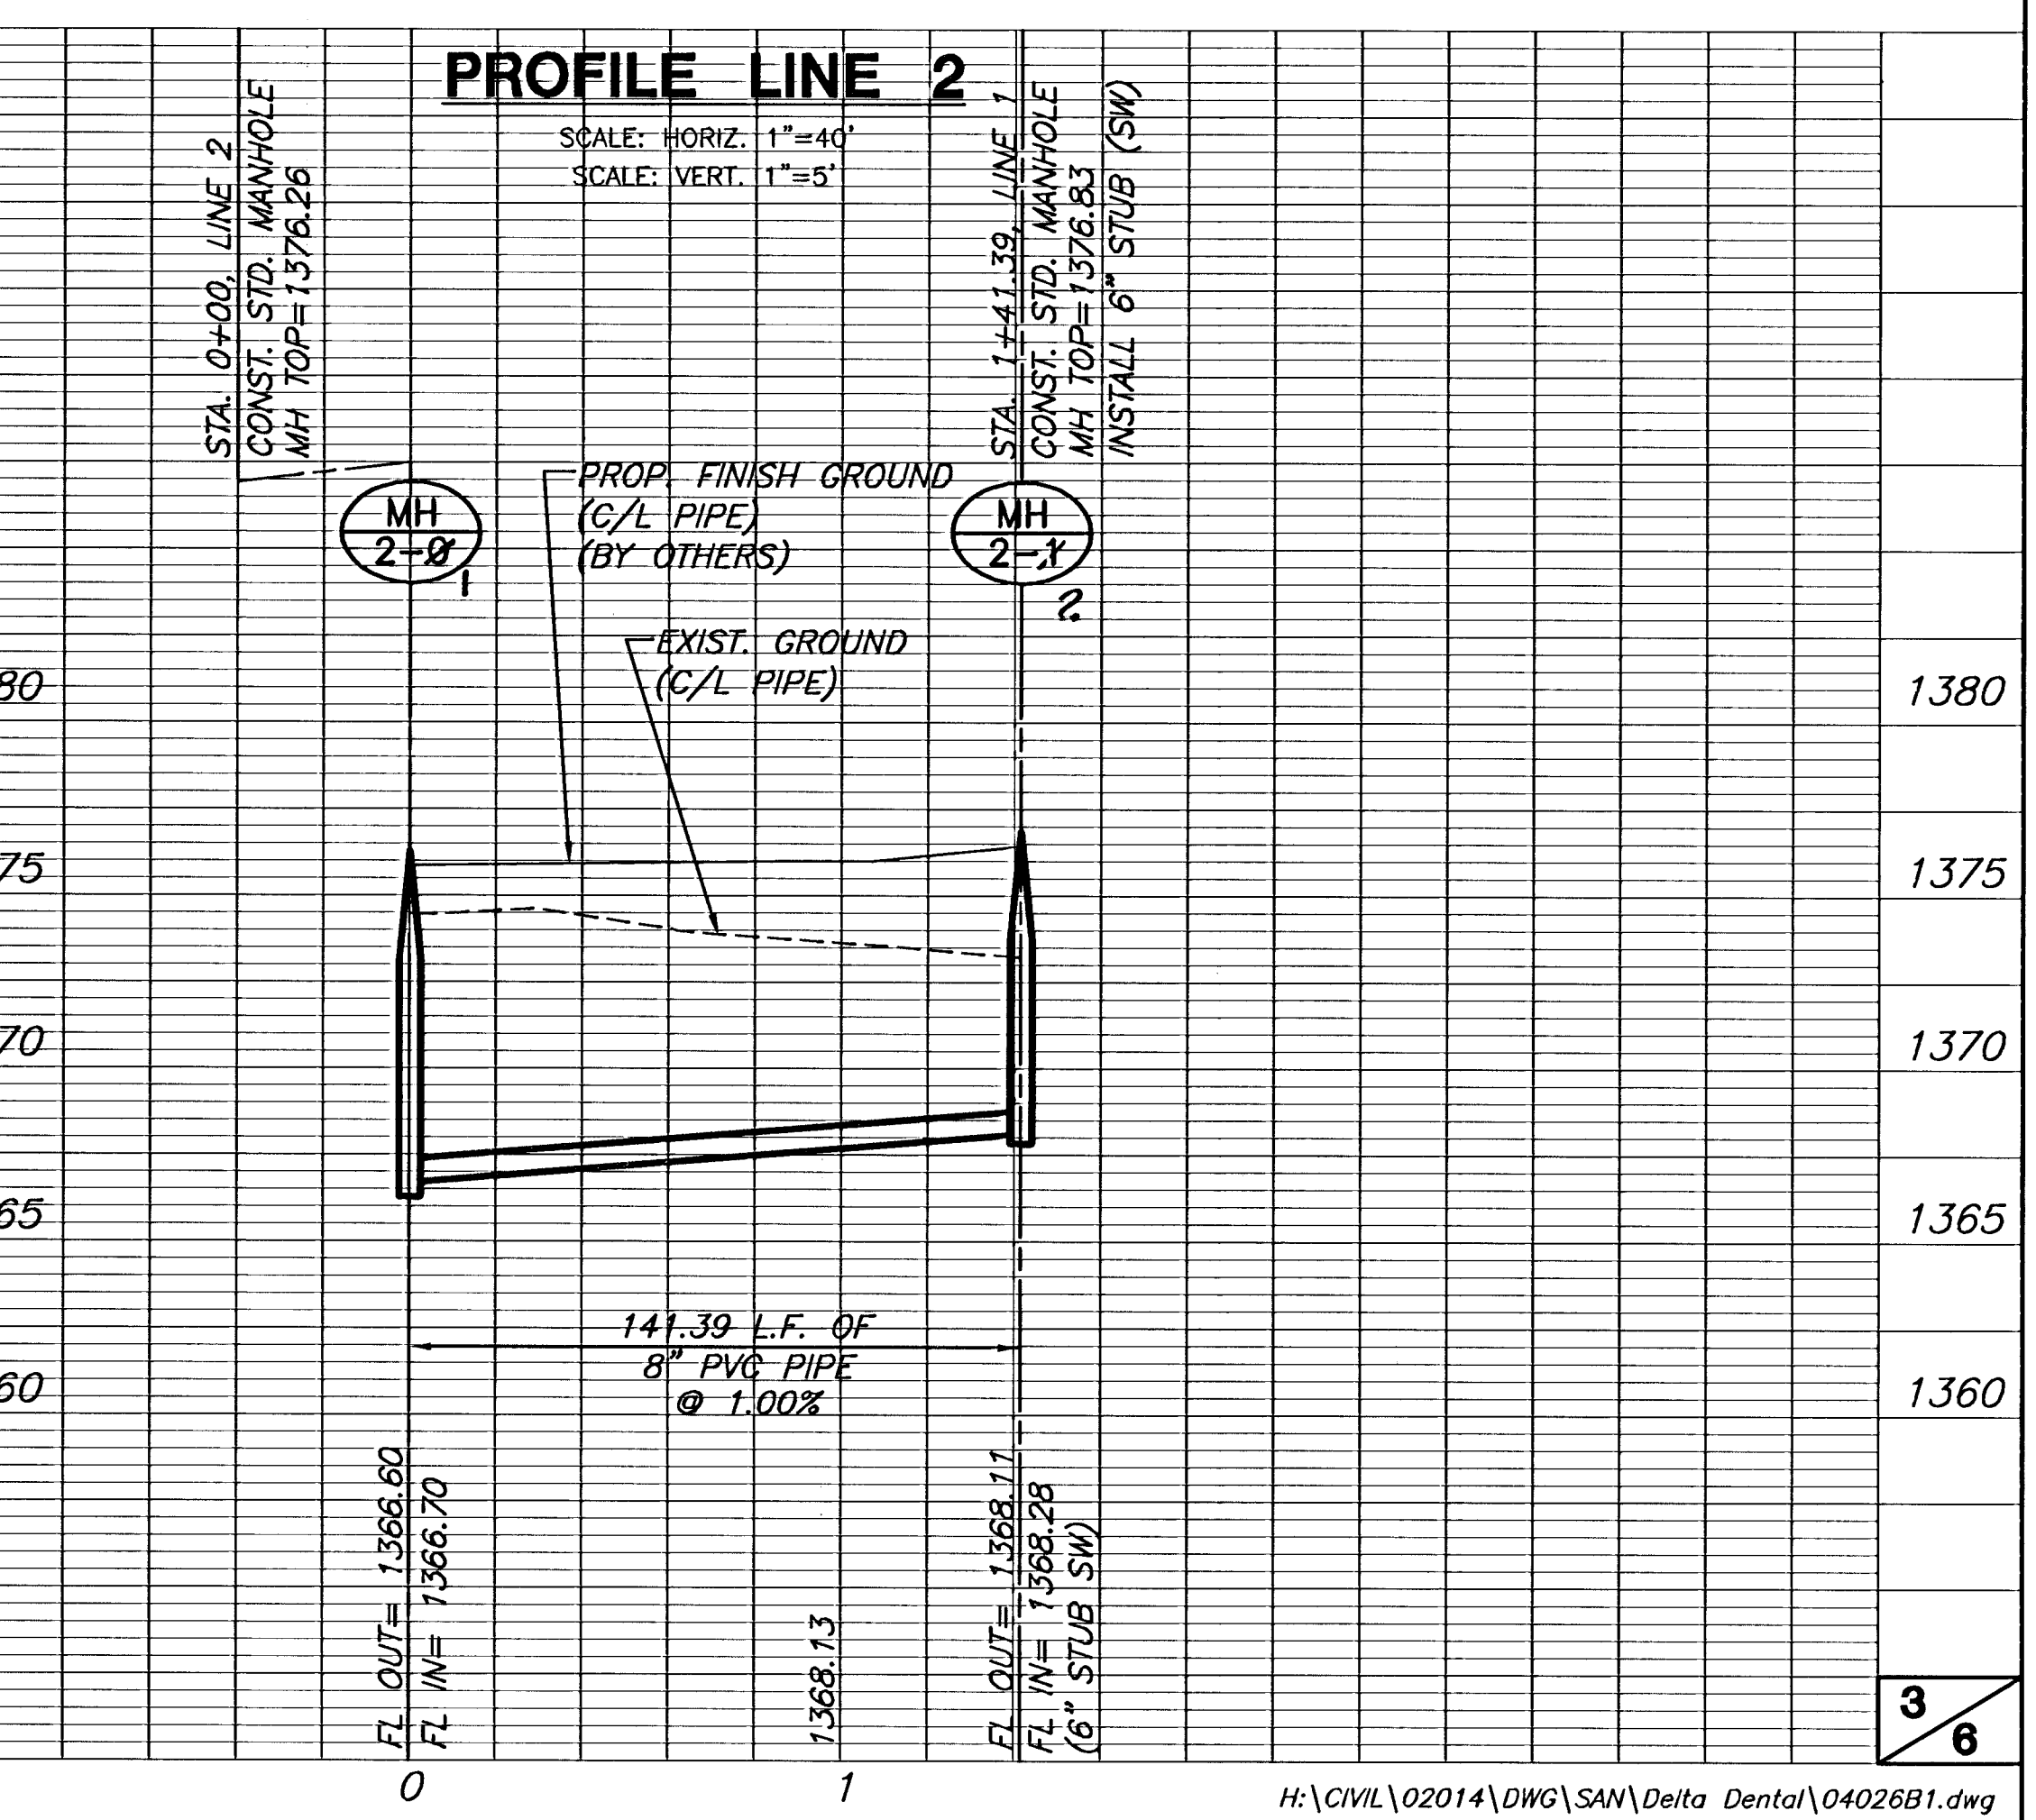 PROFILE LINE 2
SCALE: HORIZ. 1"=40'
SCALE: VERT. 1"=5'
STA. 0+00, LINE 2
CONST. STD. MANHOLE
MH TOP=1376.26
STA. 1+41.39, LINE 1
CONST. STD. MANHOLE
MH TOP=1376.83
INSTALL 6" STUB (SW)
MH
2-0
1
PROP. FINISH GROUND
(C/L PIPE)
(BY OTHERS)
MH
2-1
2
EXIST. GROUND
(C/L PIPE)
80
1380
75
1375
70
1370
65
1365
141.39 L.F. OF
8" PVC PIPE
@ 1.00%
60
1360
FL OUT= 1366.60
FL IN= 1366.70
1368.13
FL OUT= 1368.11
FL IN= 1368.28
(6" STUB SW)
3
6
0
1
H:\CIVIL\02014\DWG\SAN\Delta Dental\04026B1.dwg